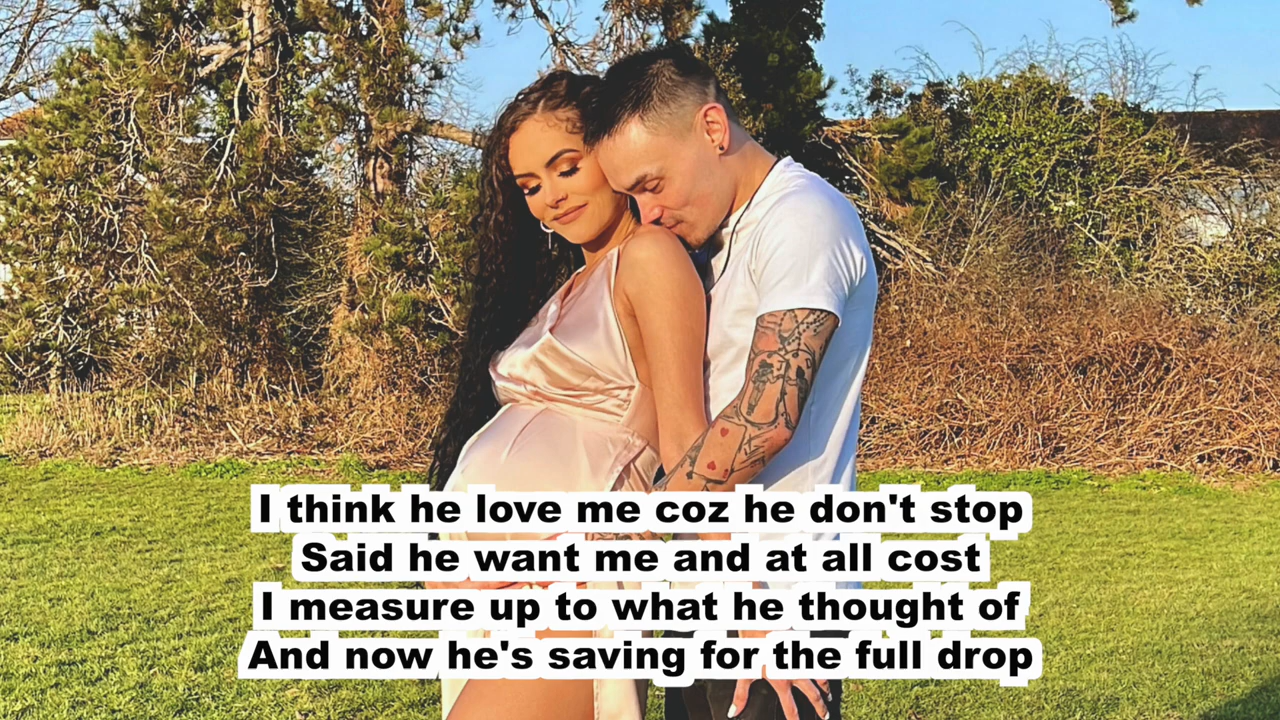 I think he love me coz he don't stop
Said he want me and at all cost
I measure up to what he thought of
And now he's saving for the full drop